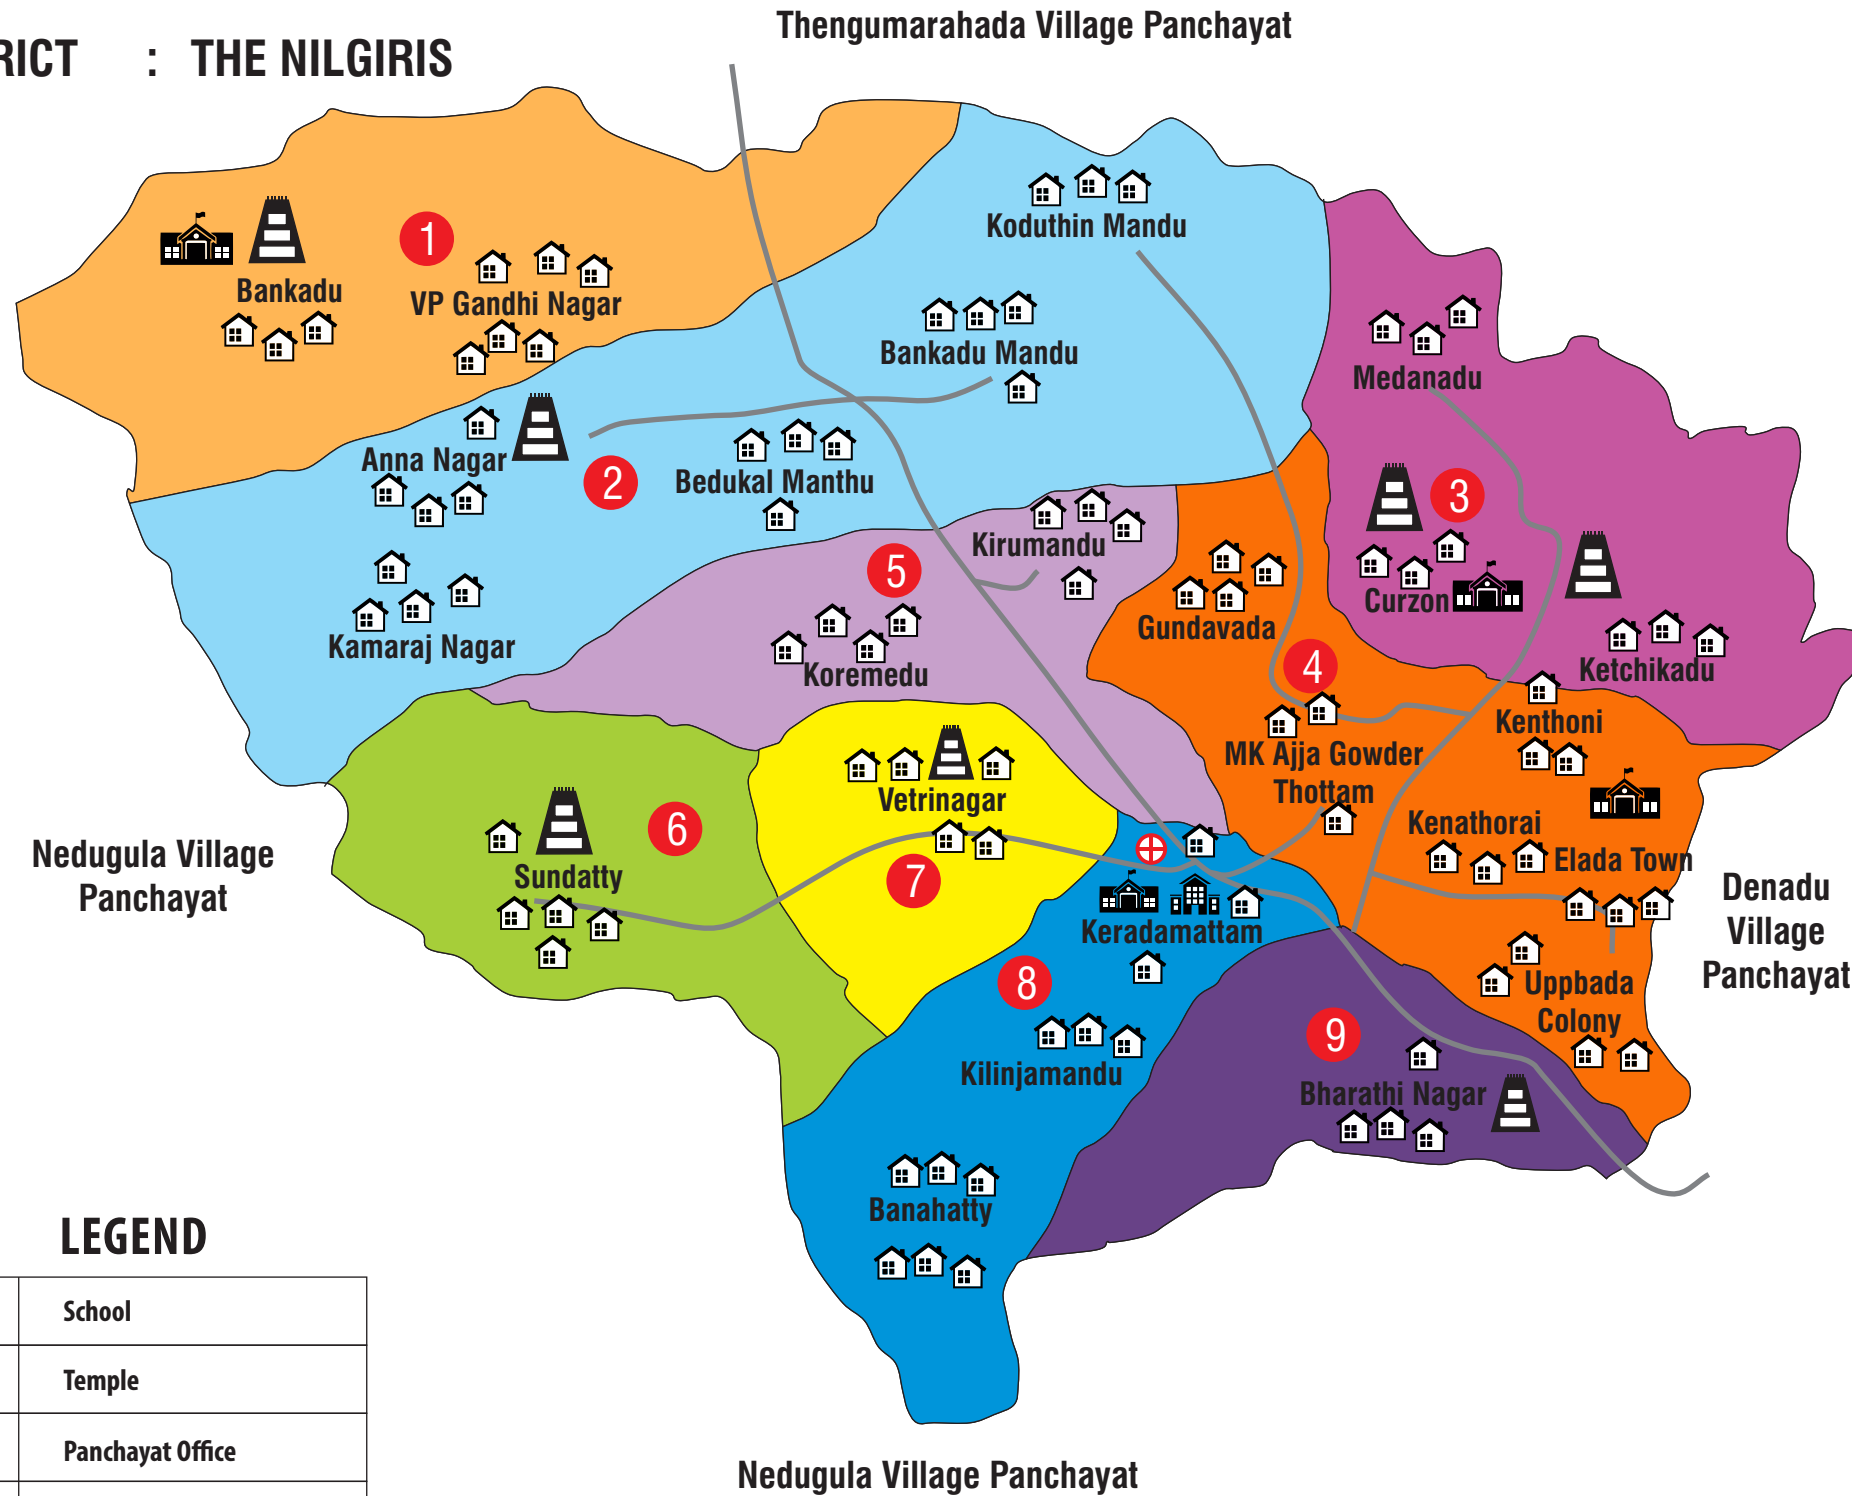 Thengumarahada Village Panchayat
RICT : THE NILGIRIS
Koduthin Mandu
1
Bankadu
VP Gandhi Nagar
Bankadu Mandu
Medanadu
Anna Nagar
2
Bedukal Manthu
3
Kirumandu
5
Curzon
Gundavada
Kamaraj Nagar
Koremedu
4
Ketchikadu
Kenthoni
MK Ajja Gowder
Thottam
Vetrinagar
6
Kenathorai
Elada Town
Nedugula Village
Panchayat
Sundatty
7
Denadu
Village
Panchayat
Keradamattam
8
Uppbada
Colony
9
Kilinjamandu
Bharathi Nagar
Banahatty
LEGEND
School
Temple
Panchayat Office
Nedugula Village Panchayat